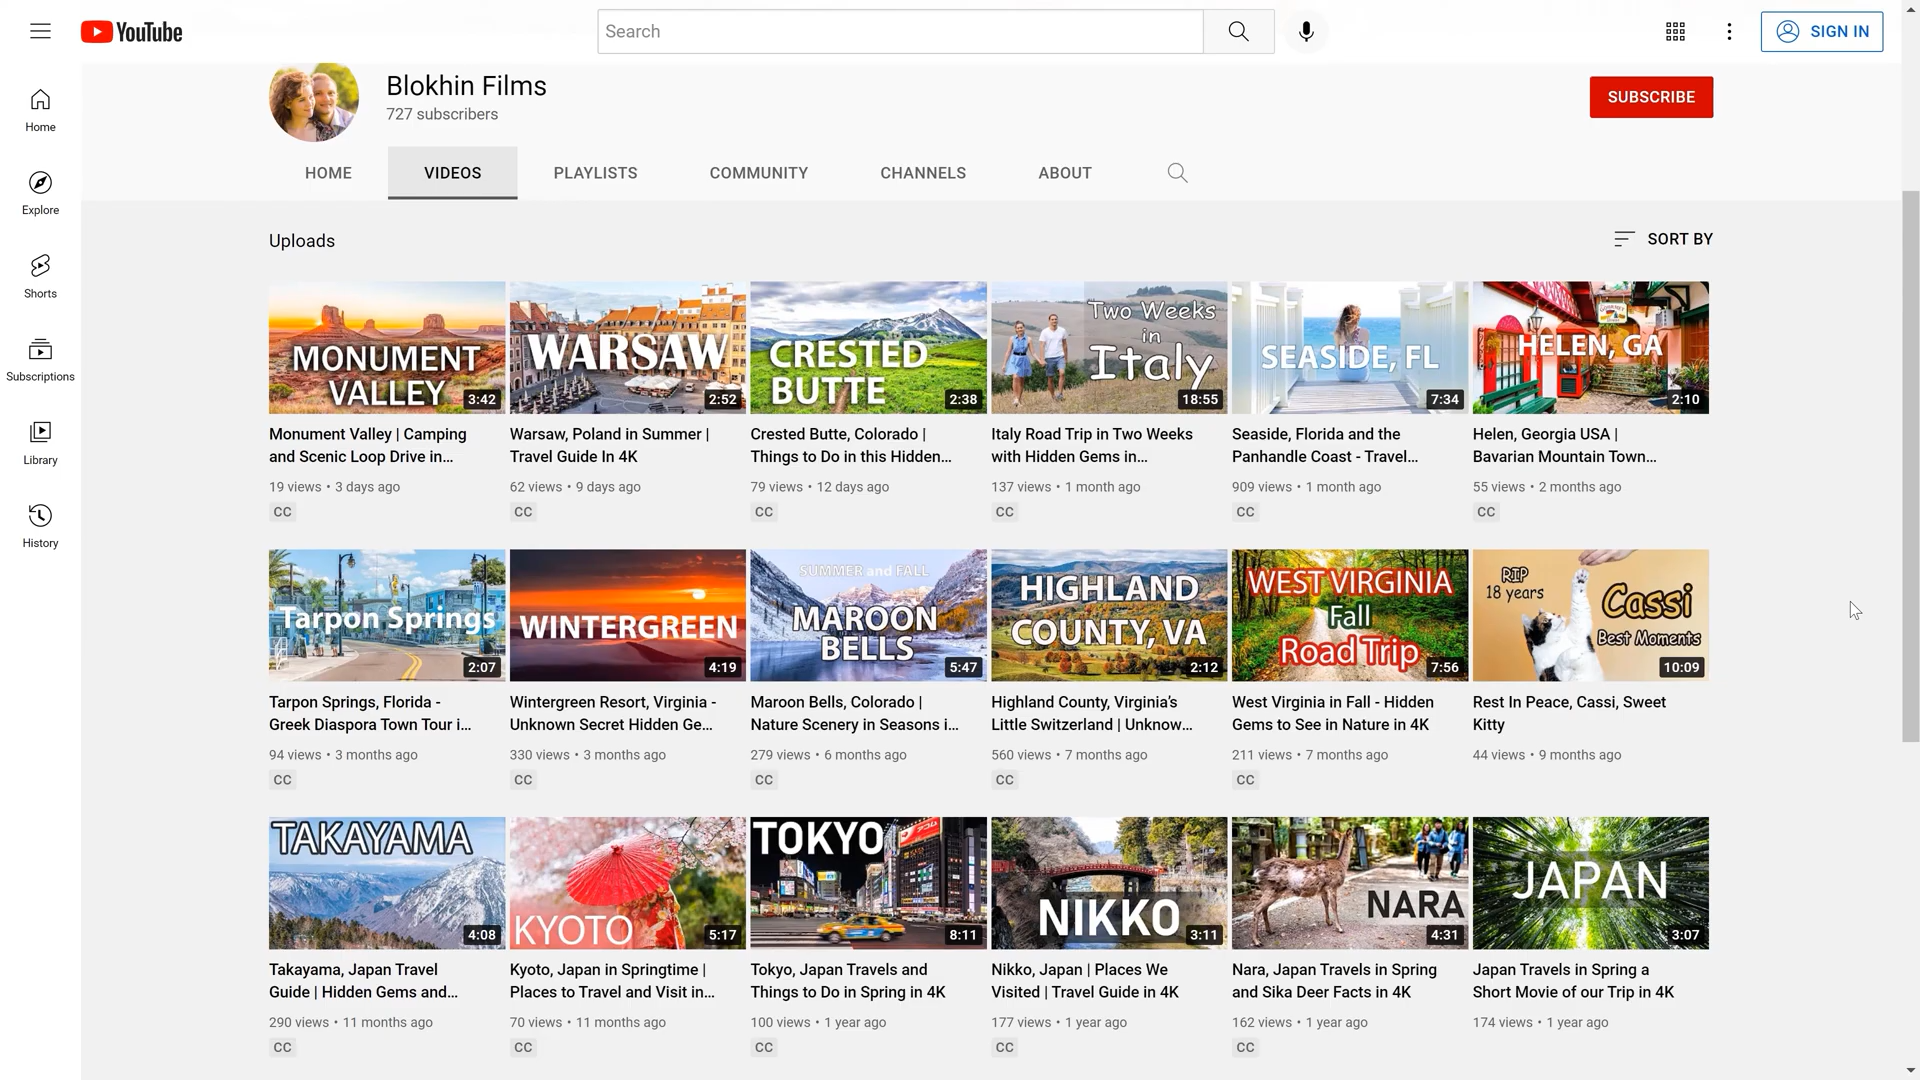 YouTube
Search
SIGN IN
Home
Explore
Shorts
Subscriptions
Library
History
Blokhin Films
727 subscribers
SUBSCRIBE
HOME VIDEOS PLAYLISTS COMMUNITY CHANNELS ABOUT
Uploads
SORT BY
MONUMENT
VALLEY
3:42
Monument Valley | Camping
and Scenic Loop Drive in...
19 views • 3 days ago
CC
WARSAW
2:52
Warsaw, Poland in Summer |
Travel Guide In 4K
62 views • 9 days ago
CC
CRESTED
BUTTE
2:38
Crested Butte, Colorado |
Things to Do in this Hidden...
79 views • 12 days ago
CC
Two Weeks
in
Italy
18:55
Italy Road Trip in Two Weeks
with Hidden Gems in...
137 views • 1 month ago
CC
SEASIDE, FL
7:34
Seaside, Florida and the
Panhandle Coast - Travel...
909 views • 1 month ago
CC
HELEN, GA
2:10
Helen, Georgia USA |
Bavarian Mountain Town...
55 views • 2 months ago
CC
Tarpon Springs
2:07
Tarpon Springs, Florida -
Greek Diaspora Town Tour i...
94 views • 3 months ago
CC
WINTERGREEN
4:19
Wintergreen Resort, Virginia -
Unknown Secret Hidden Ge...
330 views • 3 months ago
CC
SUMMER and FALL
MAROON
BELLS
5:47
Maroon Bells, Colorado |
Nature Scenery in Seasons i...
279 views • 6 months ago
CC
HIGHLAND
COUNTY, VA
2:12
Highland County, Virginia’s
Little Switzerland | Unknow...
560 views • 7 months ago
CC
WEST VIRGINIA
Fall
Road Trip
7:56
West Virginia in Fall - Hidden
Gems to See in Nature in 4K
211 views • 7 months ago
CC
RIP
18 years
Cassi
Best Moments
10:09
Rest In Peace, Cassi, Sweet
Kitty
44 views • 9 months ago
TAKAYAMA
4:08
Takayama, Japan Travel
Guide | Hidden Gems and...
290 views • 11 months ago
CC
KYOTO
5:17
Kyoto, Japan in Springtime |
Places to Travel and Visit in...
70 views • 11 months ago
CC
TOKYO
8:11
Tokyo, Japan Travels and
Things to Do in Spring in 4K
100 views • 1 year ago
CC
NIKKO
3:11
Nikko, Japan | Places We
Visited | Travel Guide in 4K
177 views • 1 year ago
CC
NARA
4:31
Nara, Japan Travels in Spring
and Sika Deer Facts in 4K
162 views • 1 year ago
CC
JAPAN
3:07
Japan Travels in Spring a
Short Movie of our Trip in 4K
174 views • 1 year ago